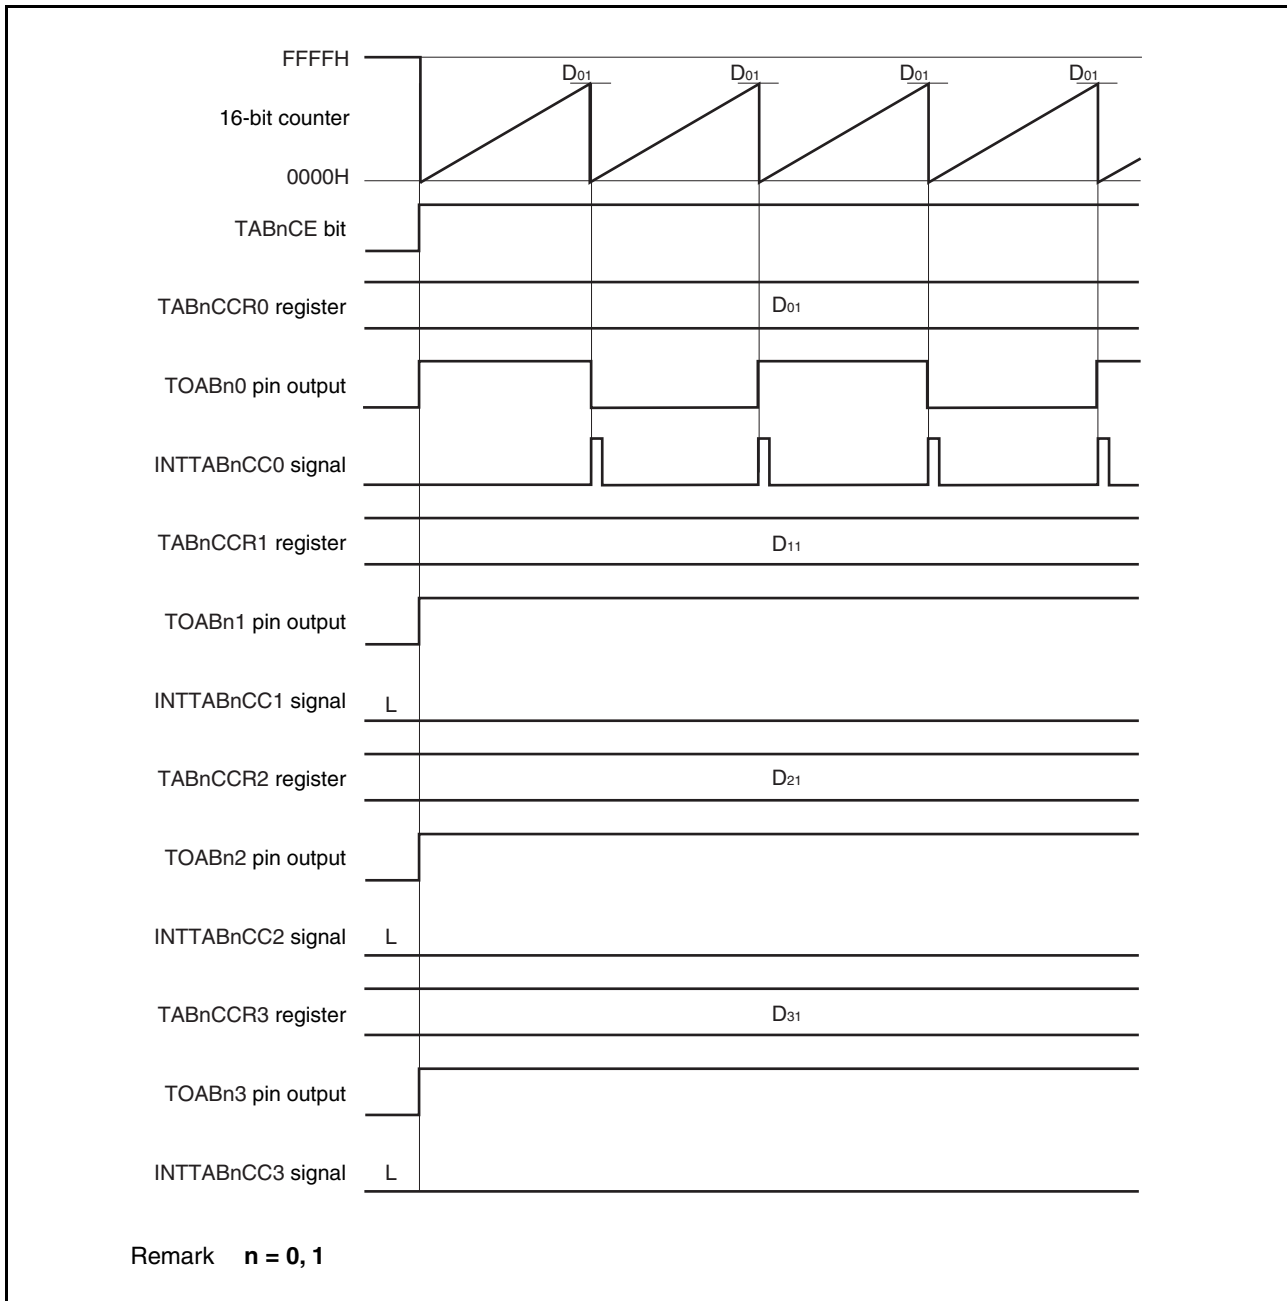 FFFFH
D01 D01 D01 D01
16-bit counter
0000H
TABnCE bit
TABnCCR0 register D01
TOABn0 pin output
INTTABnCC0 signal
TABnCCR1 register D11
TOABn1 pin output
INTTABnCC1 signal L
TABnCCR2 register D21
TOABn2 pin output
INTTABnCC2 signal L
TABnCCR3 register D31
TOABn3 pin output
INTTABnCC3 signal L
Remark n = 0, 1